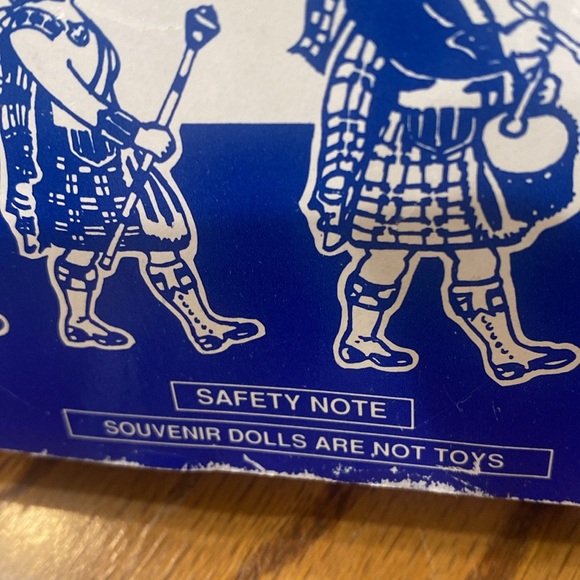 SAFETY NOTE
SOUVENIR DOLLS ARE NOT TOYS